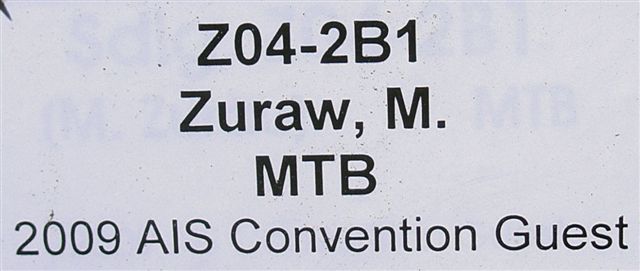 Z04-2B1
Zuraw, M.
MTB
2009 AIS Convention Guest